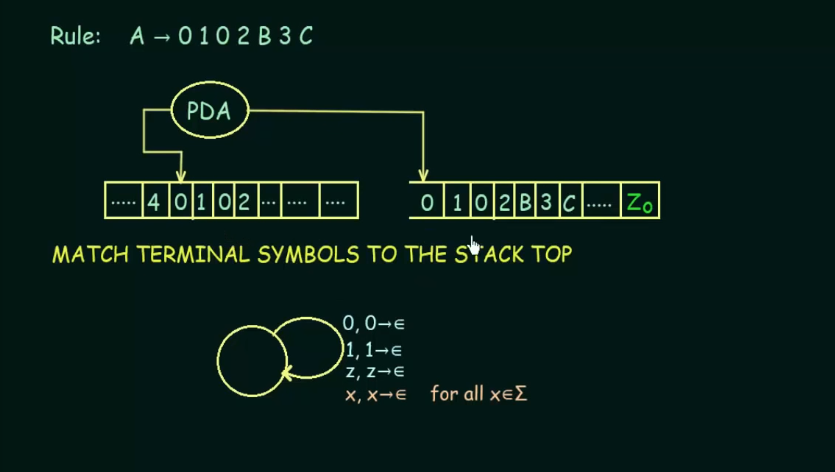 Rule: A → 0 1 0 2 B 3 C
PDA
..... 4 0 1 0 2 ... .... ....
0 1 0 2 B 3 C ..... Z₀
MATCH TERMINAL SYMBOLS TO THE STACK TOP
0, 0→∈
1, 1→∈
z, z→∈
x, x→∈ for all x∈Σ